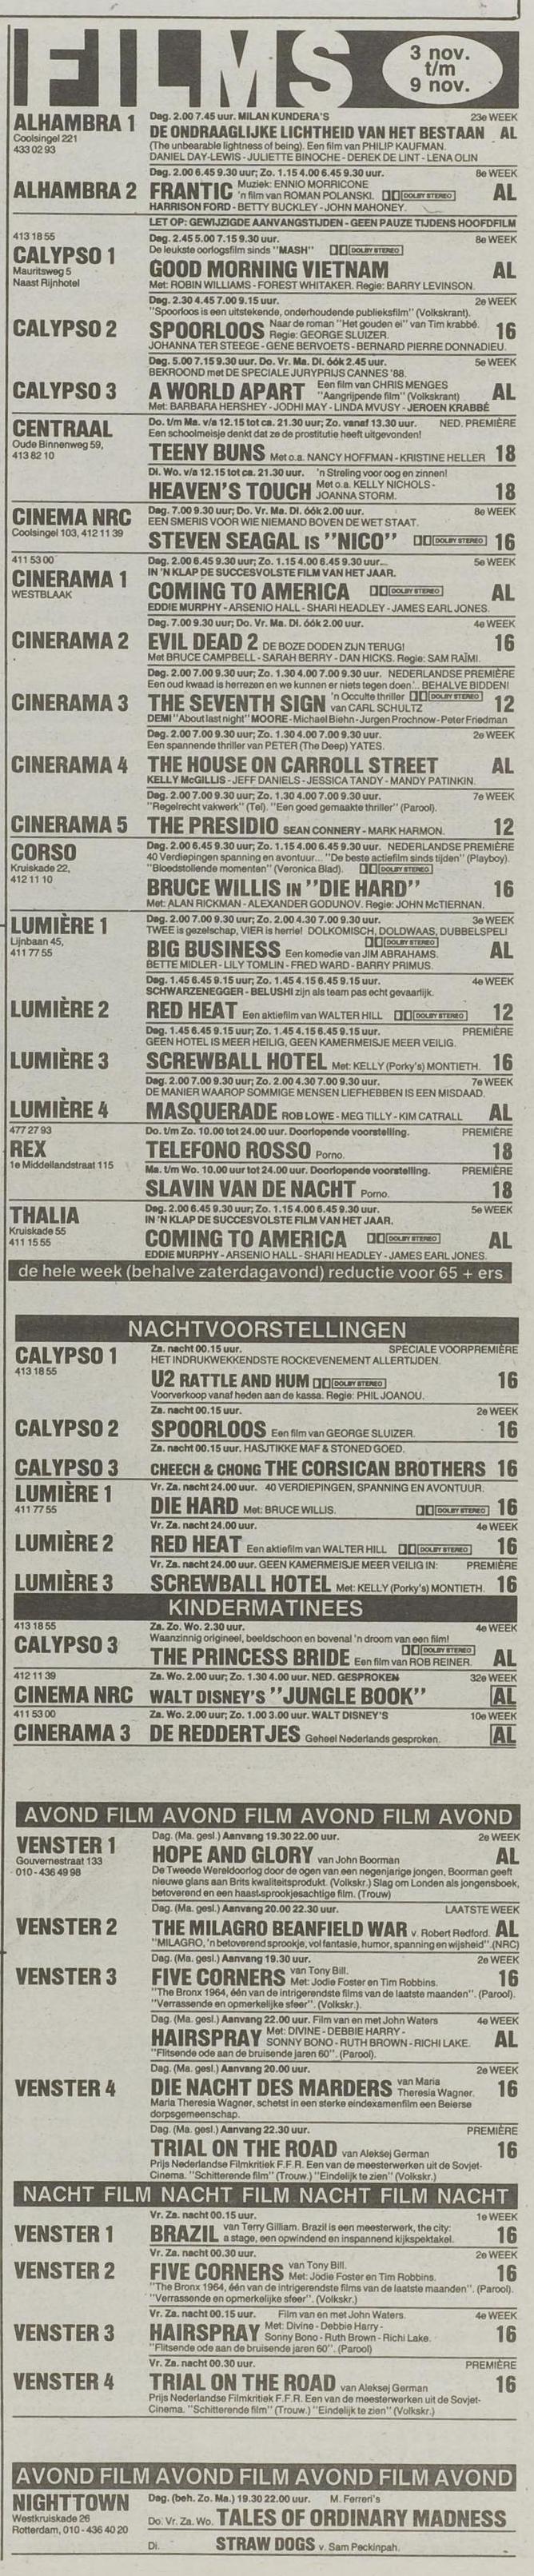 FILMS
3 nov.
t/m
9 nov.
ALHAMBRA 1
Coolsingel 221
433 02 93
Dag. 2.00 7.45 uur. MILAN KUNDERA'S 23e WEEK
DE ONDRAAGLIJKE LICHTHEID VAN HET BESTAAN AL
(The unbearable lightness of being). Een film van PHILIP KAUFMAN.
DANIEL DAY-LEWIS - JULIETTE BINOCHE - DEREK DE LINT - LENA OLIN
Dag. 2.00 6.45 9.30 uur; Zo. 1.15 4.00 6.45 9.30 uur. 8e WEEK
ALHAMBRA 2 FRANTIC Muziek: ENNIO MORRICONE
'n film van ROMAN POLANSKI. DOLBY STEREO AL
HARRISON FORD - BETTY BUCKLEY - JOHN MAHONEY.
LET OP: GEWIJZIGDE AANVANGSTIJDEN - GEEN PAUZE TIJDENS HOOFDFILM
413 18 55
CALYPSO 1
Mauritsweg 5
Naast Rijnhotel
Dag. 2.45 5.00 7.15 9.30 uur. 8e WEEK
De leukste oorlogsfilm sinds "MASH" DOLBY STEREO
GOOD MORNING VIETNAM AL
Met: ROBIN WILLIAMS - FOREST WHITAKER. Regie: BARRY LEVINSON.
Dag. 2.30 4.45 7.00 9.15 uur. 2e WEEK
"Spoorloos is een uitstekende, onderhoudende publieksfilm" (Volkskrant).
CALYPSO 2 SPOORLOOS Naar de roman "Het gouden ei" van Tim krabbé.
Regie: GEORGE SLUIZER. 16
JOHANNA TER STEEGE - GENE BERVOETS - BERNARD PIERRE DONNADIEU.
Dag. 5.00 7.15 9.30 uur. Do. Vr. Ma. Di. óók 2.45 uur. 5e WEEK
BEKROOND met DE SPECIALE JURYPRIJS CANNES '88.
CALYPSO 3 A WORLD APART Een film van CHRIS MENGES
"Aangrijpende film" (Volkskrant) AL
Met: BARBARA HERSHEY - JODHI MAY - LINDA MVUSY - JEROEN KRABBÉ
CENTRAAL
Oude Binnenweg 59,
413 82 10
Do. t/m Ma. v/a 12.15 tot ca. 21.30 uur; Zo. vanaf 13.30 uur. NED. PREMIÈRE
Een schoolmeisje denkt dat ze de prostitutie heeft uitgevonden!
TEENY BUNS Met o.a. NANCY HOFFMAN - KRISTINE HELLER 18
Di. Wo. v/a 12.15 tot ca. 21.30 uur. 'n Streling voor oog en zinnen!
HEAVEN'S TOUCH Met o.a. KELLY NICHOLS -
JOANNA STORM. 18
CINEMA NRC
Coolsingel 103, 412 11 39
Dag. 7.00 9.30 uur; Do. Vr. Ma. Di. óók 2.00 uur. 8e WEEK
EEN SMERIS VOOR WIE NIEMAND BOVEN DE WET STAAT.
STEVEN SEAGAL IS "NICO" DOLBY STEREO 16
411 53 00
CINERAMA 1
WESTBLAAK
Dag. 2.00 6.45 9.30 uur; Zo. 1.15 4.00 6.45 9.30 uur. 5e WEEK
IN 'N KLAP DE SUCCESVOLSTE FILM VAN HET JAAR.
COMING TO AMERICA DOLBY STEREO AL
EDDIE MURPHY - ARSENIO HALL - SHARI HEADLEY - JAMES EARL JONES.
Dag. 7.00 9.30 uur; Do. Vr. Ma. Di. óók 2.00 uur. 4e WEEK
CINERAMA 2 EVIL DEAD 2 DE BOZE DODEN ZIJN TERUG! 16
Met BRUCE CAMPBELL - SARAH BERRY - DAN HICKS. Regie: SAM RAÏMI.
Dag. 2.00 7.00 9.30 uur; Zo. 1.30 4.00 7.00 9.30 uur. NEDERLANDSE PREMIÈRE
Een oud kwaad is herrezen en we kunnen er niets tegen doen... BEHALVE BIDDEN!
CINERAMA 3 THE SEVENTH SIGN 'n Occulte thriller DOLBY STEREO
van CARL SCHULTZ 12
DEMI "About last night" MOORE - Michael Biehn - Jurgen Prochnow - Peter Friedman
Dag. 2.00 7.00 9.30 uur; Zo. 1.30 4.00 7.00 9.30 uur. 2e WEEK
Een spannende thriller van PETER (The Deep) YATES.
CINERAMA 4 THE HOUSE ON CARROLL STREET AL
KELLY McGILLIS - JEFF DANIELS - JESSICA TANDY - MANDY PATINKIN.
Dag. 2.00 7.00 9.30 uur; Zo. 1.30 4.00 7.00 9.30 uur. 7e WEEK
"Regelrecht vakwerk" (Tel). "Een goed gemaakte thriller" (Parool).
CINERAMA 5 THE PRESIDIO SEAN CONNERY - MARK HARMON. 12
CORSO
Kruiskade 22,
412 11 10
Dag. 2.00 6.45 9.30 uur; Zo. 1.15 4.00 6.45 9.30 uur. NEDERLANDSE PREMIÈRE
40 Verdiepingen spanning en avontuur... "De beste actiefilm sinds tijden" (Playboy).
"Bloedstollende momenten" (Veronica Blad). DOLBY STEREO
BRUCE WILLIS IN "DIE HARD" 16
Met: ALAN RICKMAN - ALEXANDER GODUNOV. Regie: JOHN McTIERNAN.
LUMIÈRE 1
Lijnbaan 45,
411 77 55
Dag. 2.00 7.00 9.30 uur; Zo. 2.00 4.30 7.00 9.30 uur. 3e WEEK
TWEE is gezelschap, VIER is herrie! DOLKOMISCH, DOLDWAAS, DUBBELSPEL!
DOLBY STEREO
BIG BUSINESS Een komedie van JIM ABRAHAMS. AL
BETTE MIDLER - LILY TOMLIN - FRED WARD - BARRY PRIMUS.
Dag. 1.45 6.45 9.15 uur; Zo. 1.45 4.15 6.45 9.15 uur. 4e WEEK
SCHWARZENEGGER - BELUSHI zijn als team pas echt gevaarlijk.
LUMIÈRE 2 RED HEAT Een aktiefilm van WALTER HILL DOLBY STEREO 12
Dag. 1.45 6.45 9.15 uur; Zo. 1.45 4.15 6.45 9.15 uur. PREMIÈRE
GEEN HOTEL IS MEER HEILIG, GEEN KAMERMEISJE MEER VEILIG.
LUMIÈRE 3 SCREWBALL HOTEL Met: KELLY (Porky's) MONTIETH. 16
Dag. 2.00 7.00 9.30 uur; Zo. 2.00 4.30 7.00 9.30 uur. 7e WEEK
DE MANIER WAAROP SOMMIGE MENSEN LIEFHEBBEN IS EEN MISDAAD.
LUMIÈRE 4 MASQUERADE ROB LOWE - MEG TILLY - KIM CATRALL AL
477 27 93
REX
1e Middellandstraat 115
Do. t/m Zo. 10.00 tot 24.00 uur. Doorlopende voorstelling. PREMIÈRE
TELEFONO ROSSO Porno. 18
Ma. t/m Wo. 10.00 uur tot 24.00 uur. Doorlopende voorstelling. PREMIÈRE
SLAVIN VAN DE NACHT Porno. 18
THALIA
Kruiskade 55
411 15 55
Dag. 2.00 6.45 9.30 uur; Zo. 1.15 4.00 6.45 9.30 uur. 5e WEEK
IN 'N KLAP DE SUCCESVOLSTE FILM VAN HET JAAR.
COMING TO AMERICA DOLBY STEREO AL
EDDIE MURPHY - ARSENIO HALL - SHARI HEADLEY - JAMES EARL JONES.
de hele week (behalve zaterdagavond) reductie voor 65 + ers
NACHTVOORSTELLINGEN
CALYPSO 1
413 18 55
Za. nacht 00.15 uur. SPECIALE VOORPREMIÈRE
HET INDRUKWEKKENDSTE ROCKEVENEMENT ALLERTIJDEN.
U2 RATTLE AND HUM DOLBY STEREO 16
Voorverkoop vanaf heden aan de kassa. Regie: PHIL JOANOU.
Za. nacht 00.15 uur. 2e WEEK
CALYPSO 2 SPOORLOOS Een film van GEORGE SLUIZER. 16
Za. nacht 00.15 uur. HASJTIKKE MAF & STONED GOED.
CALYPSO 3 CHEECH & CHONG THE CORSICAN BROTHERS 16
LUMIÈRE 1
411 77 55
Vr. Za. nacht 24.00 uur. 40 VERDIEPINGEN, SPANNING EN AVONTUUR.
DIE HARD Met: BRUCE WILLIS. DOLBY STEREO 16
Vr. Za. nacht 24.00 uur. 4e WEEK
LUMIÈRE 2 RED HEAT Een aktiefilm van WALTER HILL DOLBY STEREO 16
Vr. Za. nacht 24.00 uur. GEEN KAMERMEISJE MEER VEILIG IN: PREMIÈRE
LUMIÈRE 3 SCREWBALL HOTEL Met: KELLY (Porky's) MONTIETH. 16
KINDERMATINEES
413 18 55
CALYPSO 3
Za. Zo. Wo. 2.30 uur. 4e WEEK
Waanzinnig origineel, beeldschoon en bovenal 'n droom van een film!
DOLBY STEREO
THE PRINCESS BRIDE Een film van ROB REINER. AL
412 11 39 Za. Wo. 2.00 uur; Zo. 1.30 4.00 uur. NED. GESPROKEN 32e WEEK
CINEMA NRC WALT DISNEY'S "JUNGLE BOOK" AL
411 53 00 Za. Wo. 2.00 uur; Zo. 1.00 3.00 uur. WALT DISNEY'S 10e WEEK
CINERAMA 3 DE REDDERTJES Geheel Nederlands gesproken. AL
AVOND FILM AVOND FILM AVOND FILM AVOND
VENSTER 1
Gouvernestraat 133
010 - 436 49 98
Dag. (Ma. gesl.) Aanvang 19.30 22.00 uur. 2e WEEK
HOPE AND GLORY van John Boorman AL
De Tweede Wereldoorlog door de ogen van een negenjarige jongen, Boorman geeft
nieuwe glans aan Brits kwaliteitsprodukt. (Volkskr.) Slag om Londen als jongensboek,
betoverend en een haast sprookjesachtige film. (Trouw)
Dag. (Ma. gesl.) Aanvang 20.00 22.30 uur. LAATSTE WEEK
VENSTER 2 THE MILAGRO BEANFIELD WAR v. Robert Redford. AL
"MILAGRO, 'n betoverend sprookje, vol fantasie, humor, spanning en wijsheid". (NRC)
Dag. (Ma. gesl.) Aanvang 19.30 uur. 2e WEEK
VENSTER 3 FIVE CORNERS van Tony Bill.
Met: Jodie Foster en Tim Robbins. 16
"The Bronx 1964, één van de intrigerendste films van de laatste maanden". (Parool).
"Verrassende en opmerkelijke sfeer". (Volkskr.).
Dag. (Ma. gesl.) Aanvang 22.00 uur. Film van en met John Waters 4e WEEK
HAIRSPRAY Met: DIVINE - DEBBIE HARRY -
SONNY BONO - RUTH BROWN - RICHI LAKE. AL
"Flitsende ode aan de bruisende jaren 60". (Parool).
Dag. (Ma. gesl.) Aanvang 20.00 uur. 2e WEEK
VENSTER 4 DIE NACHT DES MARDERS van Maria
Theresia Wagner. 16
Maria Theresia Wagner, schetst in een sterke eindexamenfilm een Beierse
dorpsgemeenschap.
Dag. (Ma. gesl.) Aanvang 22.30 uur. PREMIÈRE
TRIAL ON THE ROAD van Aleksej German 16
Prijs Nederlandse Filmkritiek F.F.R. Een van de meesterwerken uit de Sovjet-
Cinema. "Schitterende film" (Trouw.) "Eindelijk te zien" (Volkskr.)
NACHT FILM NACHT FILM NACHT FILM NACHT
Vr. Za. nacht 00.15 uur. 1e WEEK
VENSTER 1 BRAZIL van Terry Gilliam. Brazil is een meesterwerk, the city:
a stage, een opwindend en inspannend kijkspektakel. 16
Vr. Za. nacht 00.30 uur. 2e WEEK
VENSTER 2 FIVE CORNERS van Tony Bill.
Met: Jodie Foster en Tim Robbins. 16
"The Bronx 1964, één van de intrigerendste films van de laatste maanden". (Parool).
"Verrassende en opmerkelijke sfeer". (Volkskr.)
Vr. Za. nacht 00.15 uur. Film van en met John Waters. 4e WEEK
VENSTER 3 HAIRSPRAY Met: Divine - Debbie Harry -
Sonny Bono - Ruth Brown - Richi Lake. 16
"Flitsende ode aan de bruisende jaren 60". (Parool)
Vr. Za. nacht 00.30 uur. PREMIÈRE
VENSTER 4 TRIAL ON THE ROAD van Aleksej German 16
Prijs Nederlandse Filmkritiek F.F.R. Een van de meesterwerken uit de Sovjet-
Cinema. "Schitterende film" (Trouw.) "Eindelijk te zien" (Volkskr.)
AVOND FILM AVOND FILM AVOND FILM AVOND
NIGHTTOWN
Westkruiskade 26
Rotterdam, 010 - 436 40 20
Dag. (beh. Zo. Ma.) 19.30 22.00 uur. M. Ferreri's
Do. Vr. Za. Wo. TALES OF ORDINARY MADNESS
Di. STRAW DOGS v. Sam Peckinpah.